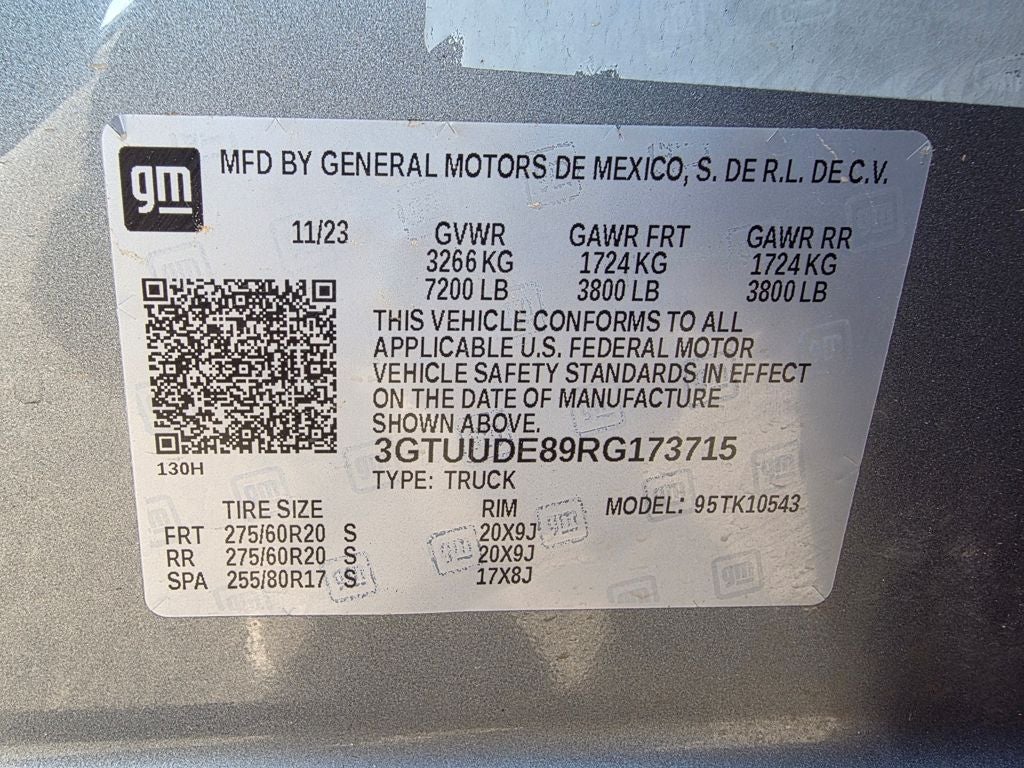 gm
MFD BY GENERAL MOTORS DE MEXICO, S. DE R.L. DE C.V.
11/23 GVWR GAWR FRT GAWR RR
3266 KG 1724 KG 1724 KG
7200 LB 3800 LB 3800 LB
THIS VEHICLE CONFORMS TO ALL
APPLICABLE U.S. FEDERAL MOTOR
VEHICLE SAFETY STANDARDS IN EFFECT
ON THE DATE OF MANUFACTURE
SHOWN ABOVE.
3GTUUDE89RG173715
130H
TYPE: TRUCK
TIRE SIZE RIM MODEL: 95TK10543
FRT 275/60R20 S 20X9J
RR 275/60R20 S 20X9J
SPA 255/80R17 S 17X8J